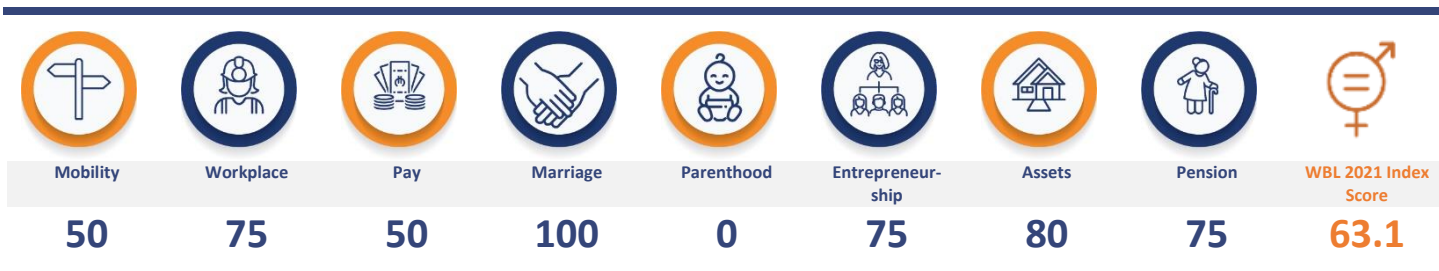 Mobility Workplace Pay Marriage Parenthood Entrepreneur- Assets Pension WBL 2021 Index
ship Score
50 75 50 100 0 75 80 75 63.1